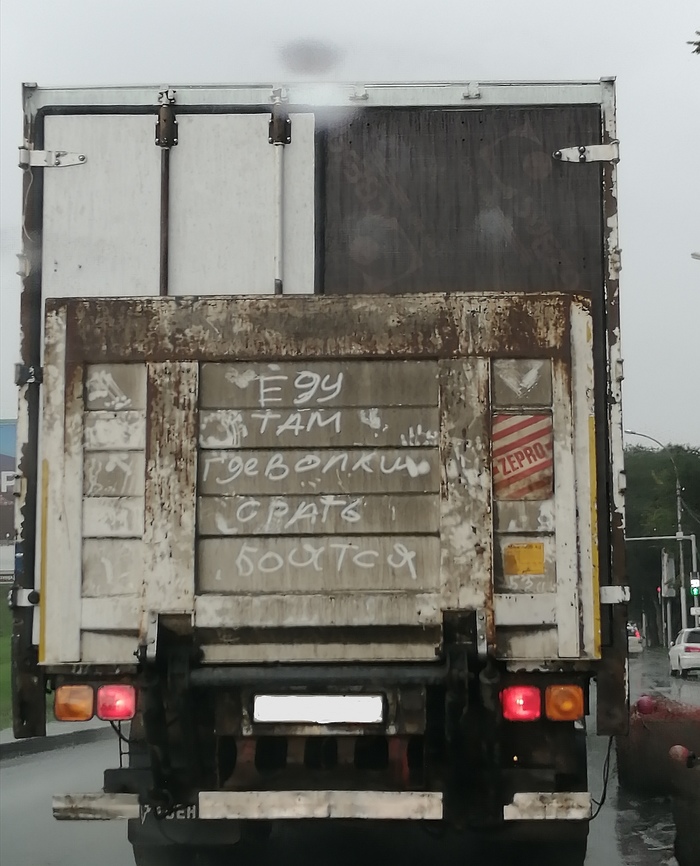 Еду
там
где волки
срать
боятся
ZEPRO